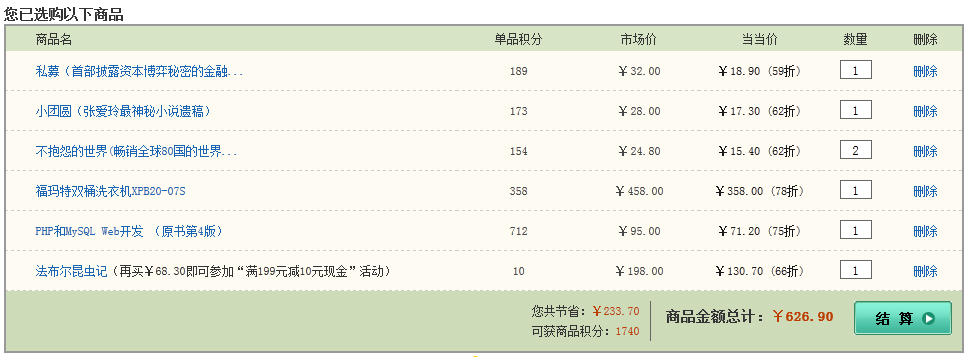 您已选购以下商品
商品名 单品积分 市场价 当当价 数量 删除
私募（首部披露资本博弈秘密的金融... 189 ￥32.00 ￥18.90 (59折) 1 删除
小团圆（张爱玲最神秘小说遗稿） 173 ￥28.00 ￥17.30 (62折) 1 删除
不抱怨的世界(畅销全球80国的世界... 154 ￥24.80 ￥15.40 (62折) 2 删除
福玛特双桶洗衣机XPB20-07S 358 ￥458.00 ￥358.00 (78折) 1 删除
PHP和MySQL Web开发 （原书第4版） 712 ￥95.00 ￥71.20 (75折) 1 删除
法布尔昆虫记（再买￥68.30即可参加“满199元减10元现金”活动） 10 ￥198.00 ￥130.70 (66折) 1 删除
您共节省：￥233.70
可获商品积分：1740
商品金额总计：￥626.90
结 算